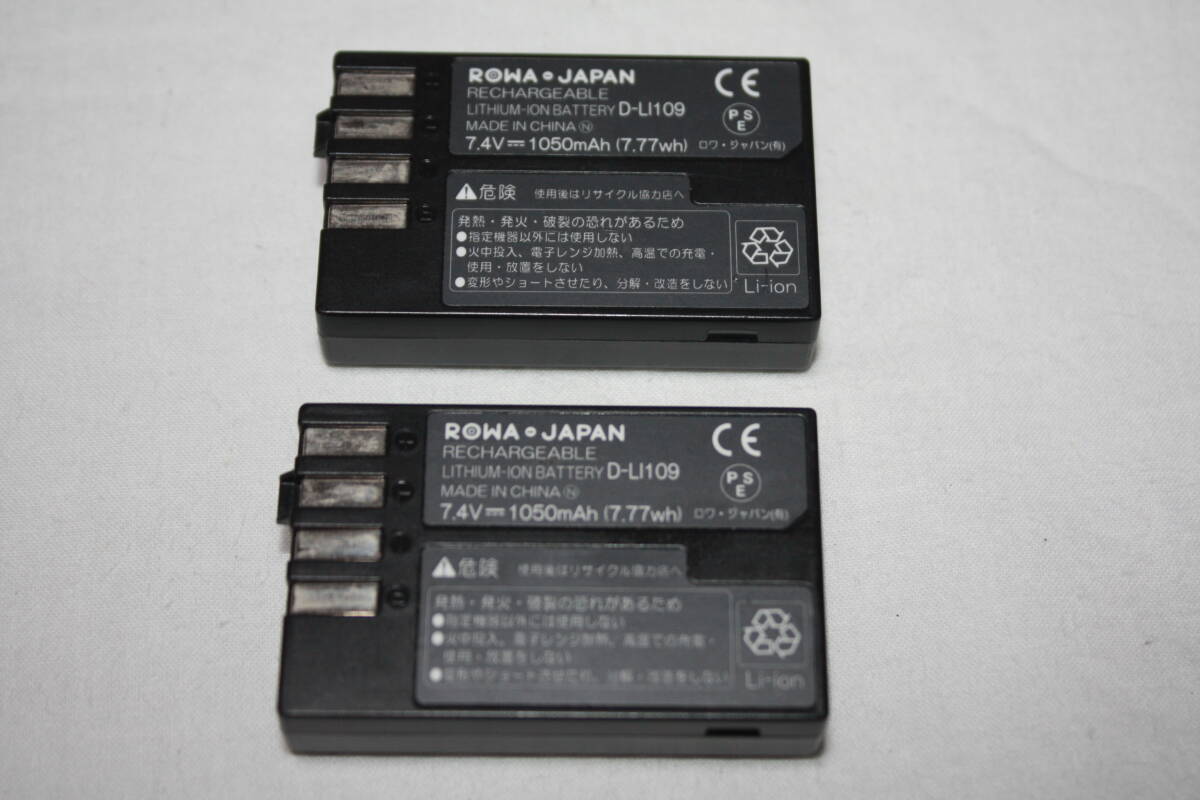 ROWA JAPAN
RECHARGEABLE
LITHIUM-ION BATTERY D-LI109
MADE IN CHINA Ⓝ
7.4V⎓1050mAh (7.77wh)
CE
PSE
ロワ・ジャパン(有)
⚠危険 使用後はリサイクル協力店へ
発熱・発火・破裂の恐れがあるため
●指定機器以外には使用しない
●火中投入、電子レンジ加熱、高温での充電・
使用・放置をしない
●変形やショートさせたり、分解・改造をしない
Li-ion
ROWA JAPAN
RECHARGEABLE
LITHIUM-ION BATTERY D-LI109
MADE IN CHINA Ⓝ
7.4V⎓1050mAh (7.77wh)
CE
PSE
ロワ・ジャパン(有)
⚠危険 使用後はリサイクル協力店へ
発熱・発火・破裂の恐れがあるため
●指定機器以外には使用しない
●火中投入、電子レンジ加熱、高温での充電・
使用・放置をしない
●変形やショートさせたり、分解・改造をしない
Li-ion